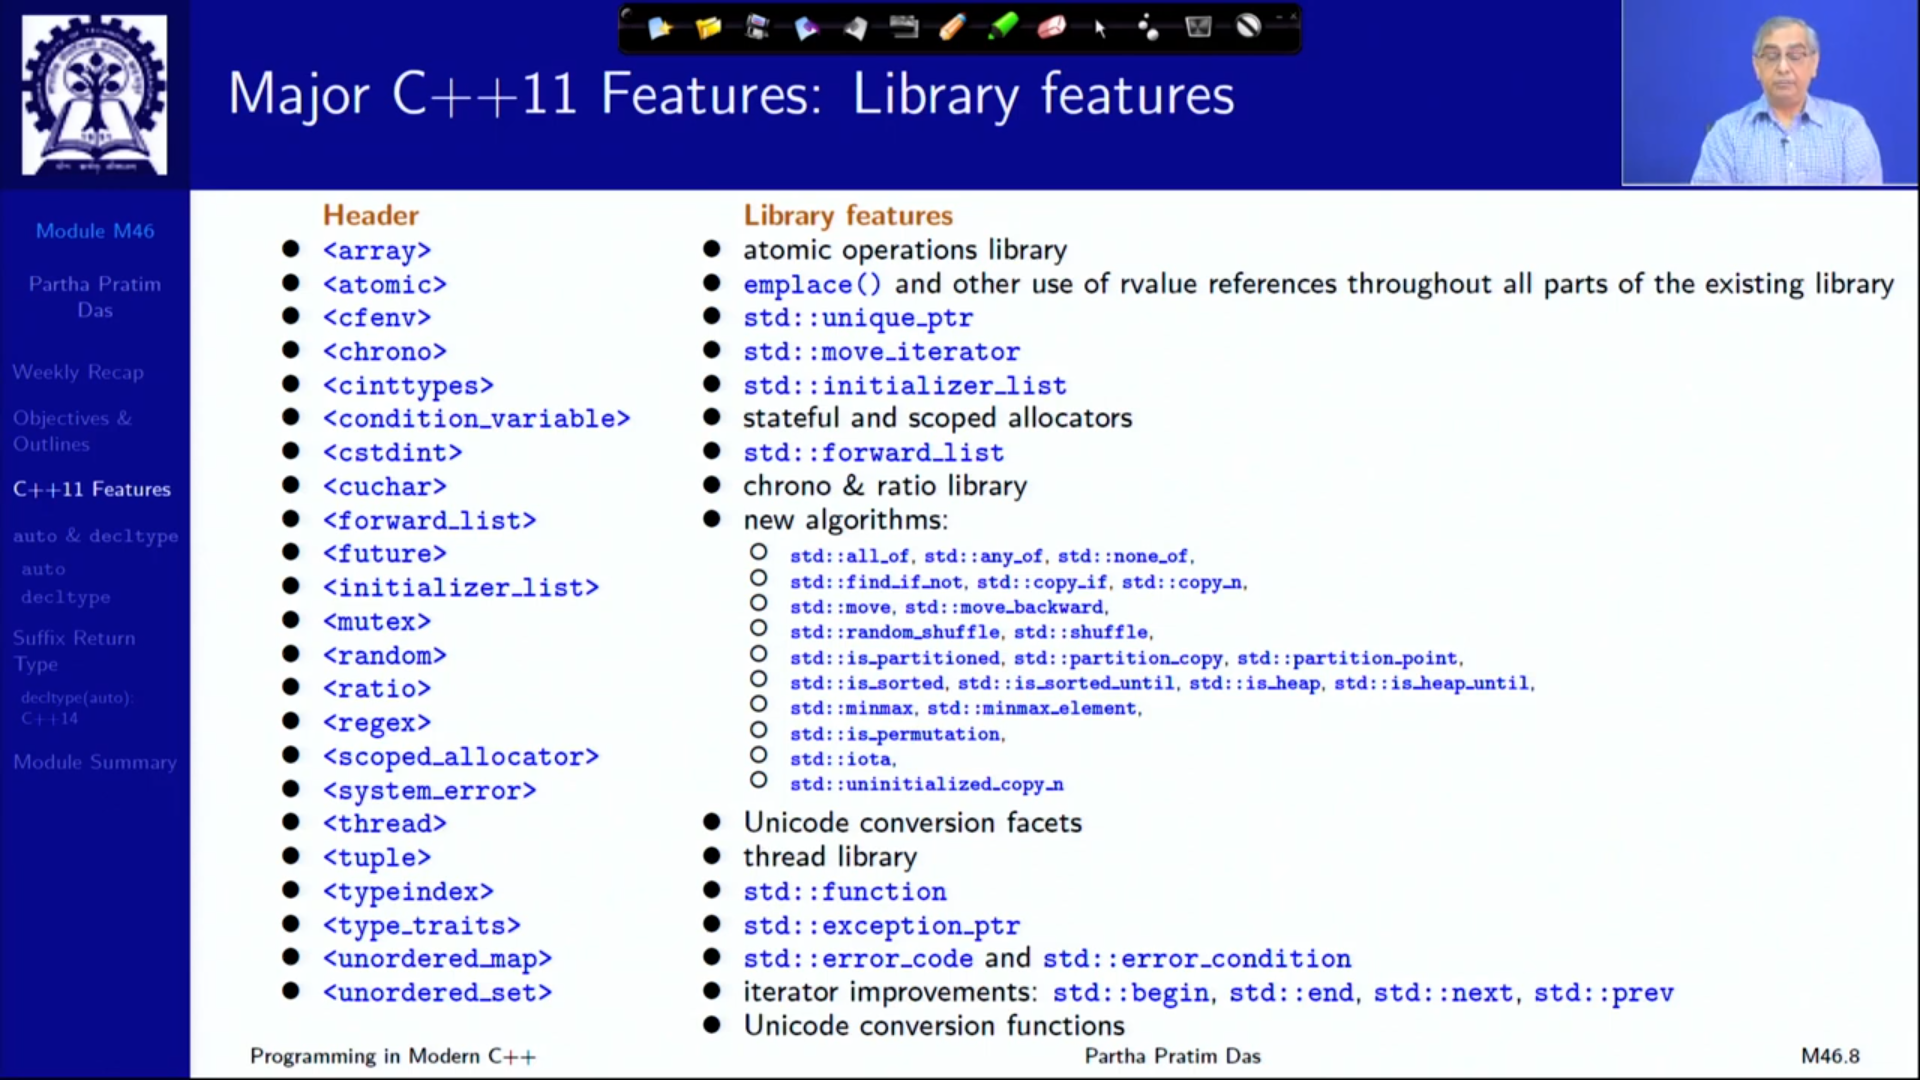 Major C++11 Features: Library features
Module M46
Partha Pratim
Das
Weekly Recap
Objectives &
Outlines
C++11 Features
auto & decltype
auto
decltype
Suffix Return
Type
decltype(auto):
C++14
Module Summary
Header
<array>
<atomic>
<cfenv>
<chrono>
<cinttypes>
<condition_variable>
<cstdint>
<cuchar>
<forward_list>
<future>
<initializer_list>
<mutex>
<random>
<ratio>
<regex>
<scoped_allocator>
<system_error>
<thread>
<tuple>
<typeindex>
<type_traits>
<unordered_map>
<unordered_set>
Library features
atomic operations library
emplace() and other use of rvalue references throughout all parts of the existing library
std::unique_ptr
std::move_iterator
std::initializer_list
stateful and scoped allocators
std::forward_list
chrono & ratio library
new algorithms:
std::all_of, std::any_of, std::none_of,
std::find_if_not, std::copy_if, std::copy_n,
std::move, std::move_backward,
std::random_shuffle, std::shuffle,
std::is_partitioned, std::partition_copy, std::partition_point,
std::is_sorted, std::is_sorted_until, std::is_heap, std::is_heap_until,
std::minmax, std::minmax_element,
std::is_permutation,
std::iota,
std::uninitialized_copy_n
Unicode conversion facets
thread library
std::function
std::exception_ptr
std::error_code and std::error_condition
iterator improvements: std::begin, std::end, std::next, std::prev
Unicode conversion functions
Programming in Modern C++
Partha Pratim Das
M46.8